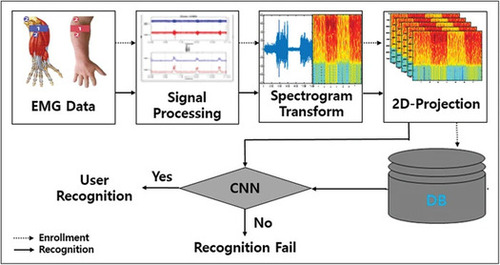 EMG Data
Signal
Processing
Spectrogram
Transform
2D-Projection
User
Recognition
Yes
CNN
DB
No
Recognition Fail
Enrollment
Recognition